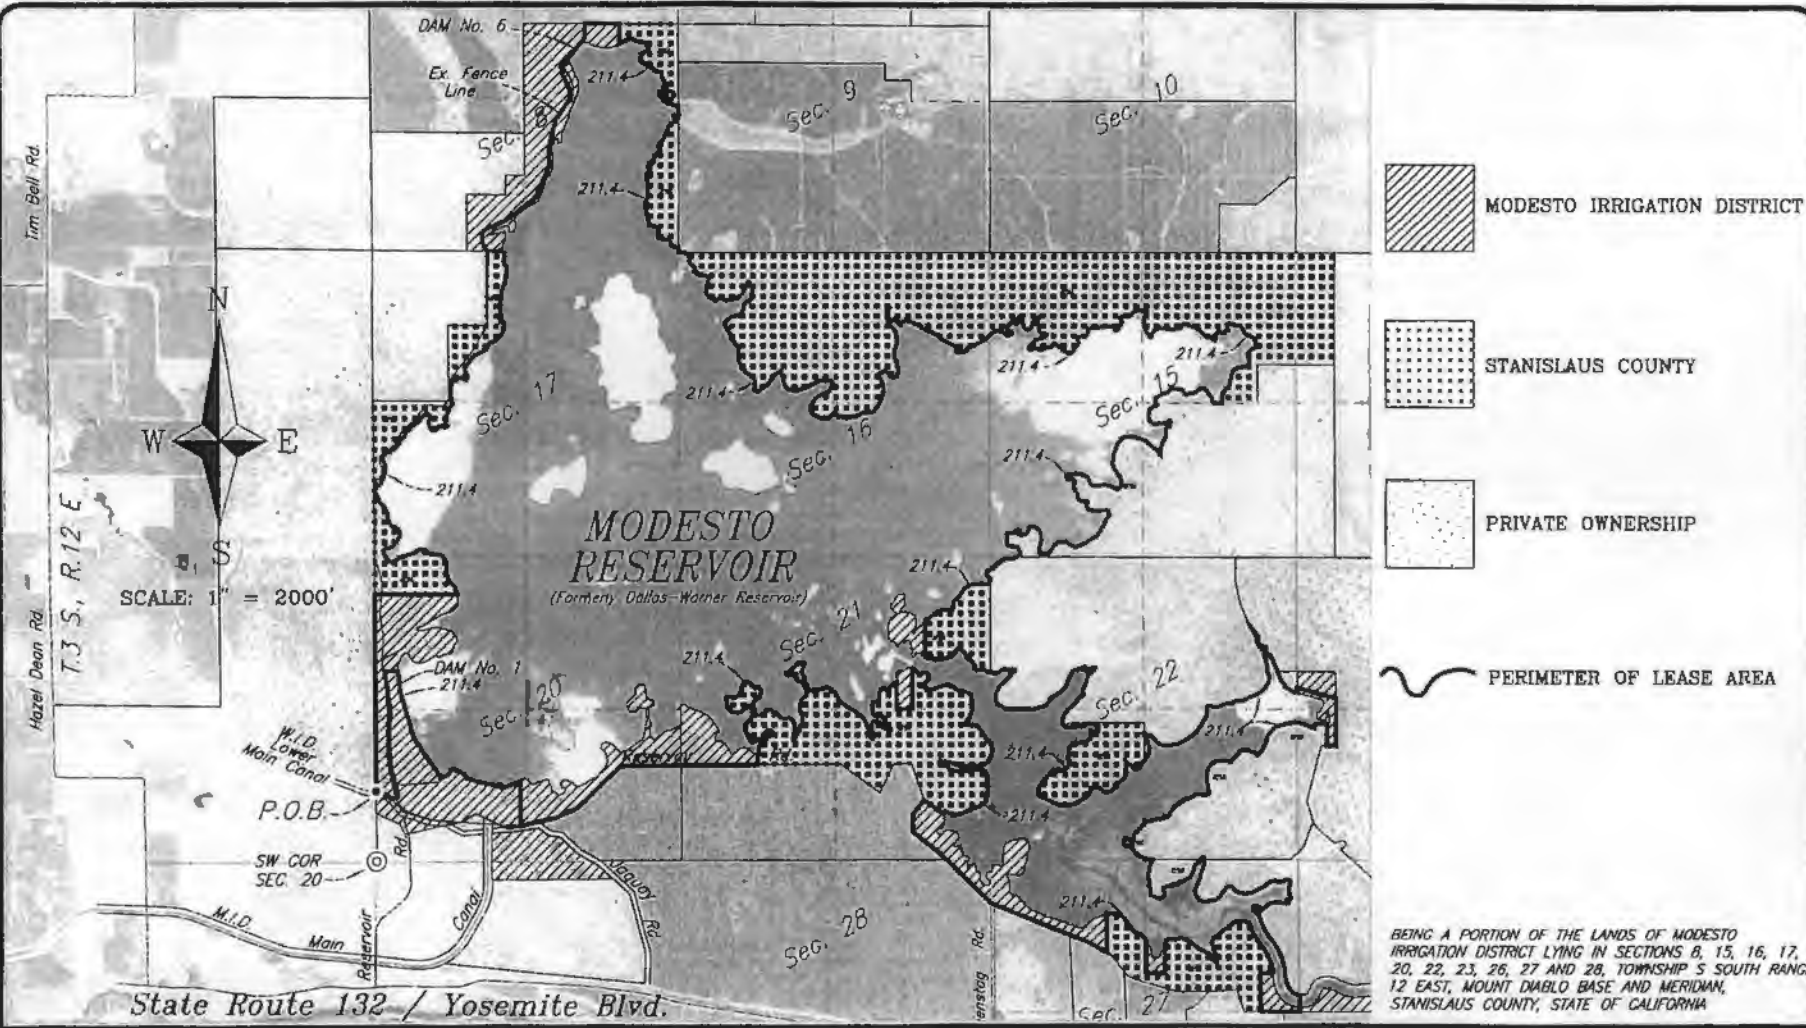 DAM No. 6
Ex. Fence
Line
211.4
Sec. 8
Sec. 9
Sec. 10
Tim Bell Rd.
211.4
N
W
E
S
MODESTO IRRIGATION DISTRICT
STANISLAUS COUNTY
PRIVATE OWNERSHIP
PERIMETER OF LEASE AREA
Sec. 17
211.4
Sec. 16
211.4
211.4
Sec. 15
211.4
211.4
MODESTO
RESERVOIR
(Formerly Dallas-Warner Reservoir)
T.3 S., R.12 E
SCALE: 1" = 2000'
Hazel Dean Rd
211.4
Sec. 21
DAM No. 1
211.4
211.4
Sec. 20
Sec. 22
211.4
211.4
Reservoir Rd.
W.I.D.
Lower
Main Canal
P.O.B.
211.4
SW COR
SEC. 20
Rd
Canal
Vaquoy Rd
M.I.D. Main
Reservoir
Sec. 28
211.4
enstag Rd.
Sec. 27
State Route 132 / Yosemite Blvd.
BEING A PORTION OF THE LANDS OF MODESTO
IRRIGATION DISTRICT LYING IN SECTIONS 8, 15, 16, 17,
20, 22, 23, 26, 27 AND 28, TOWNSHIP S SOUTH RANG
12 EAST, MOUNT DIABLO BASE AND MERIDIAN,
STANISLAUS COUNTY, STATE OF CALIFORNIA